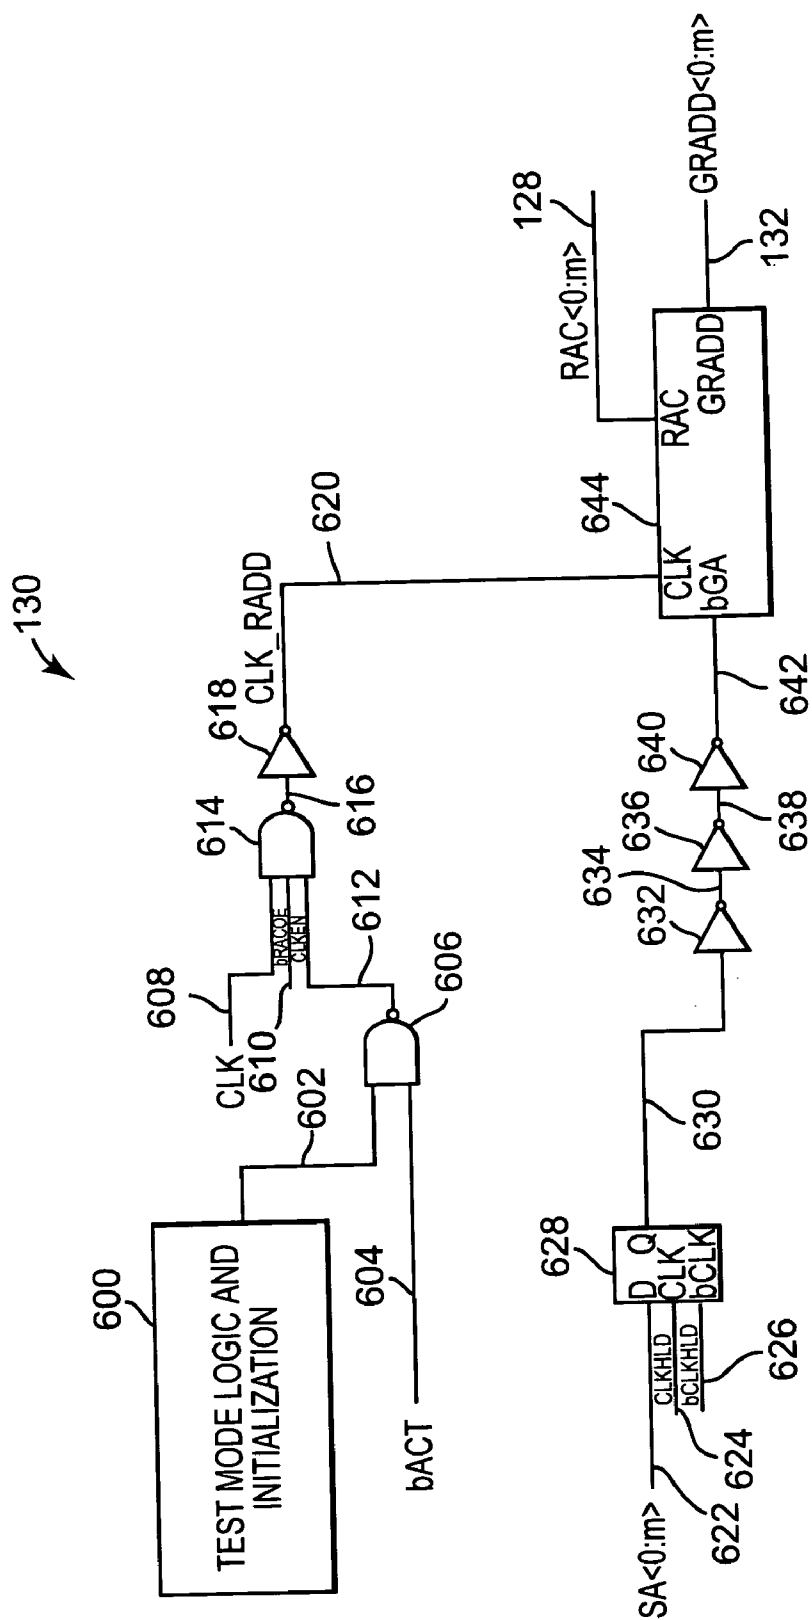 130
600
TEST MODE LOGIC AND
INITIALIZATION
602
604
bACT
606
CLK
608
610
bRACOE
CLKEN
612
614
616
618
CLK_RADD
620
SA<0:m>
622
CLKHLD
624
bCLKHLD
626
628
D Q
CLK
bCLK
630
632
634
636
638
640
642
644
CLK
bGA
RAC
GRADD
RAC<0:m>
128
GRADD<0:m>
132